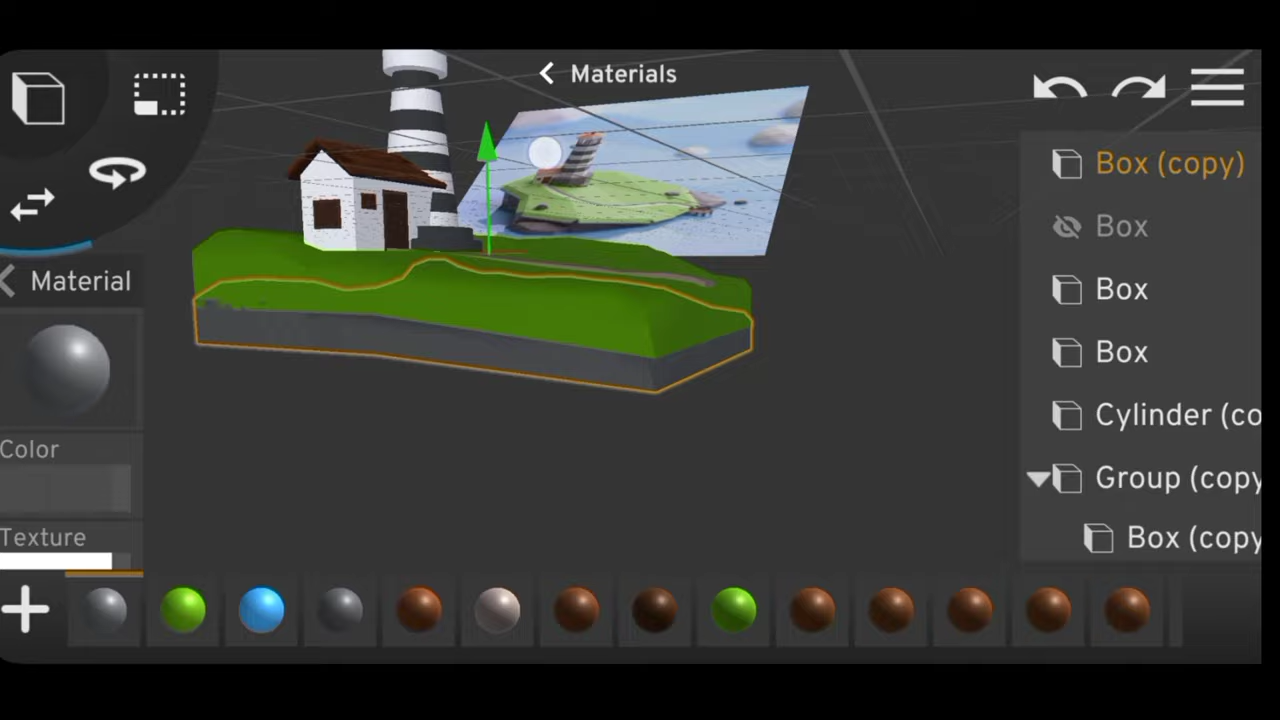 Materials
Material
Color
Texture
Box (copy)
Box
Box
Box
Cylinder (co
Group (copy
Box (copy